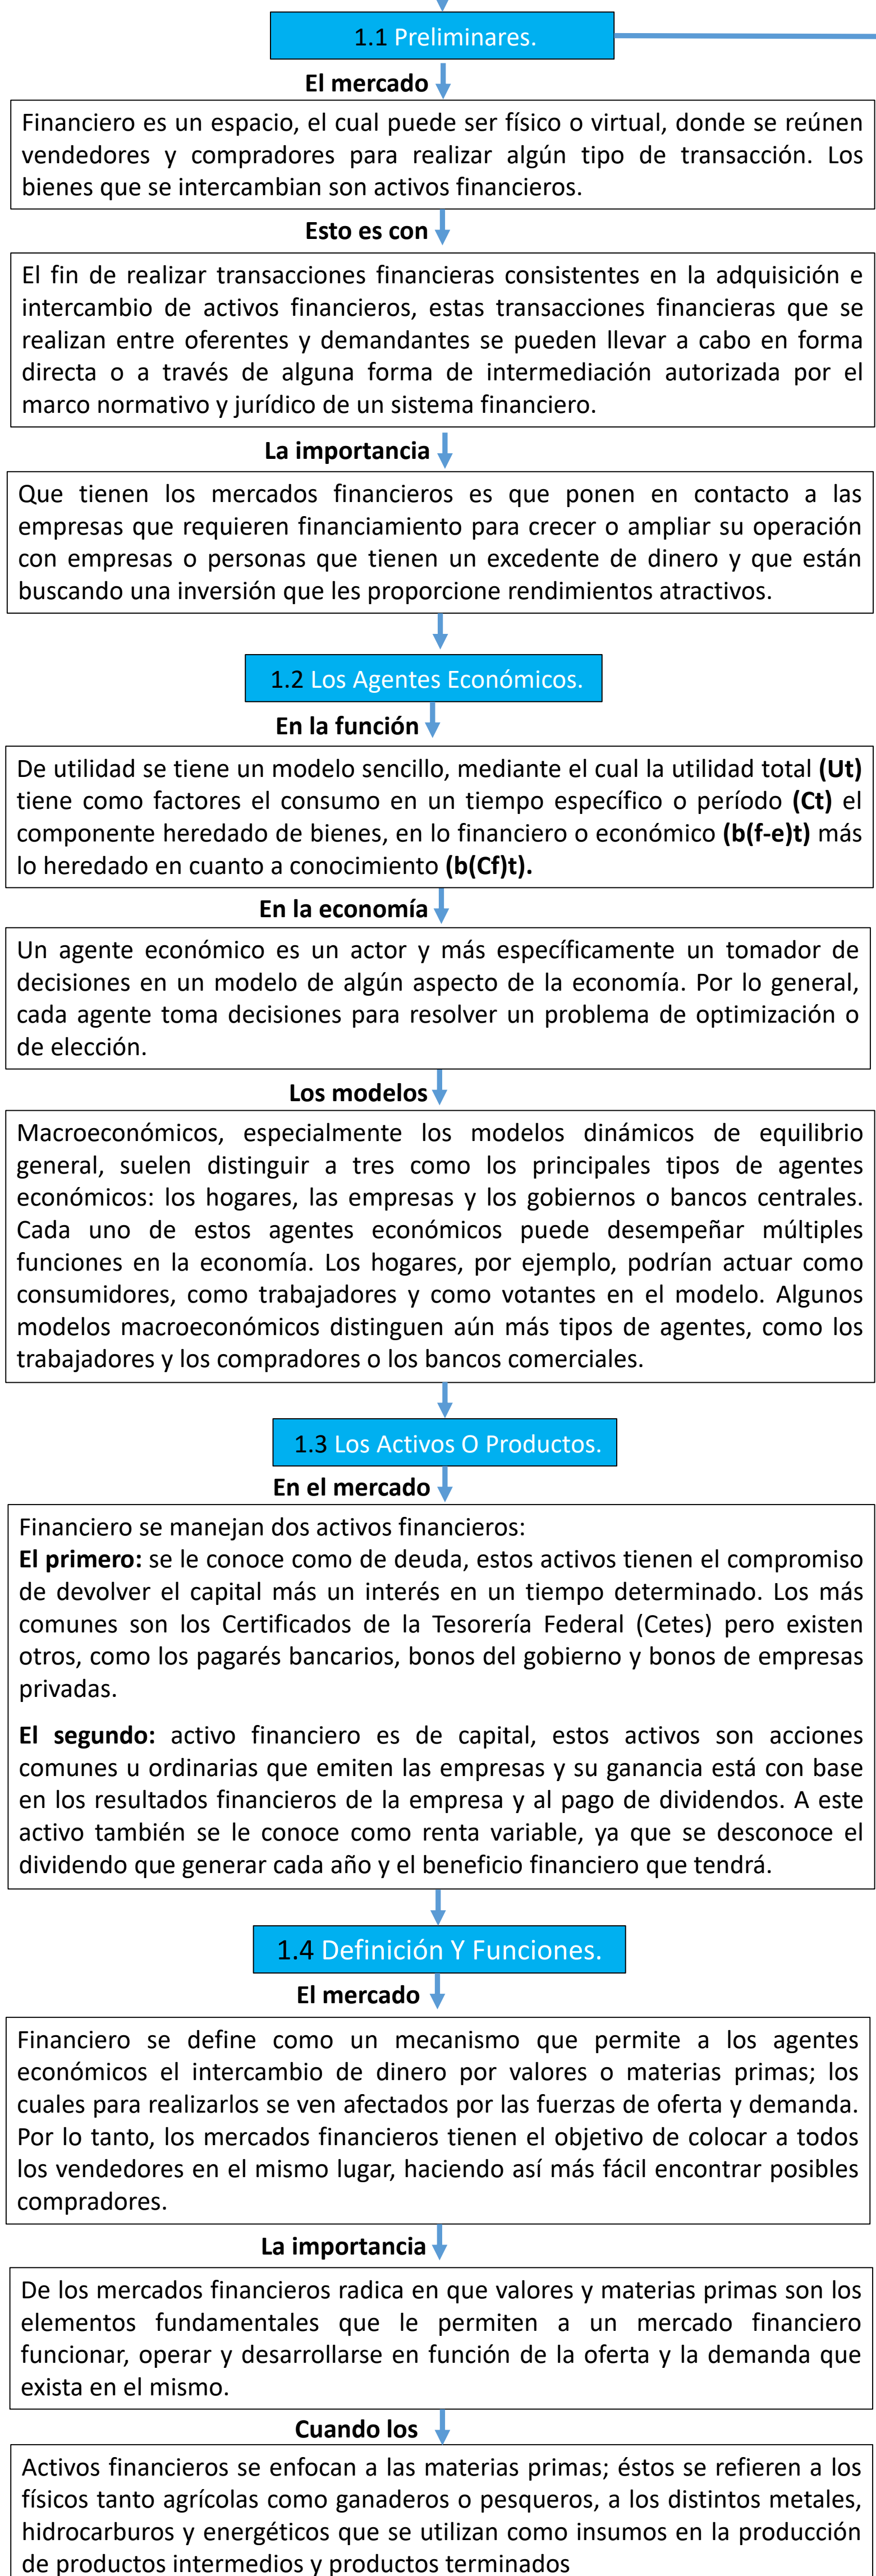 1.1 Preliminares.
El mercado
Financiero es un espacio, el cual puede ser físico o virtual, donde se reúnen
vendedores y compradores para realizar algún tipo de transacción. Los
bienes que se intercambian son activos financieros.
Esto es con
El fin de realizar transacciones financieras consistentes en la adquisición e
intercambio de activos financieros, estas transacciones financieras que se
realizan entre oferentes y demandantes se pueden llevar a cabo en forma
directa o a través de alguna forma de intermediación autorizada por el
marco normativo y jurídico de un sistema financiero.
La importancia
Que tienen los mercados financieros es que ponen en contacto a las
empresas que requieren financiamiento para crecer o ampliar su operación
con empresas o personas que tienen un excedente de dinero y que están
buscando una inversión que les proporcione rendimientos atractivos.
1.2 Los Agentes Económicos.
En la función
De utilidad se tiene un modelo sencillo, mediante el cual la utilidad total (Ut)
tiene como factores el consumo en un tiempo específico o período (Ct) el
componente heredado de bienes, en lo financiero o económico (b(f-e)t) más
lo heredado en cuanto a conocimiento (b(Cf)t).
En la economía
Un agente económico es un actor y más específicamente un tomador de
decisiones en un modelo de algún aspecto de la economía. Por lo general,
cada agente toma decisiones para resolver un problema de optimización o
de elección.
Los modelos
Macroeconómicos, especialmente los modelos dinámicos de equilibrio
general, suelen distinguir a tres como los principales tipos de agentes
económicos: los hogares, las empresas y los gobiernos o bancos centrales.
Cada uno de estos agentes económicos puede desempeñar múltiples
funciones en la economía. Los hogares, por ejemplo, podrían actuar como
consumidores, como trabajadores y como votantes en el modelo. Algunos
modelos macroeconómicos distinguen aún más tipos de agentes, como los
trabajadores y los compradores o los bancos comerciales.
1.3 Los Activos O Productos.
En el mercado
Financiero se manejan dos activos financieros:
El primero: se le conoce como de deuda, estos activos tienen el compromiso
de devolver el capital más un interés en un tiempo determinado. Los más
comunes son los Certificados de la Tesorería Federal (Cetes) pero existen
otros, como los pagarés bancarios, bonos del gobierno y bonos de empresas
privadas.
El segundo: activo financiero es de capital, estos activos son acciones
comunes u ordinarias que emiten las empresas y su ganancia está con base
en los resultados financieros de la empresa y al pago de dividendos. A este
activo también se le conoce como renta variable, ya que se desconoce el
dividendo que generar cada año y el beneficio financiero que tendrá.
1.4 Definición Y Funciones.
El mercado
Financiero se define como un mecanismo que permite a los agentes
económicos el intercambio de dinero por valores o materias primas; los
cuales para realizarlos se ven afectados por las fuerzas de oferta y demanda.
Por lo tanto, los mercados financieros tienen el objetivo de colocar a todos
los vendedores en el mismo lugar, haciendo así más fácil encontrar posibles
compradores.
La importancia
De los mercados financieros radica en que valores y materias primas son los
elementos fundamentales que le permiten a un mercado financiero
funcionar, operar y desarrollarse en función de la oferta y la demanda que
exista en el mismo.
Cuando los
Activos financieros se enfocan a las materias primas; éstos se refieren a los
físicos tanto agrícolas como ganaderos o pesqueros, a los distintos metales,
hidrocarburos y energéticos que se utilizan como insumos en la producción
de productos intermedios y productos terminados